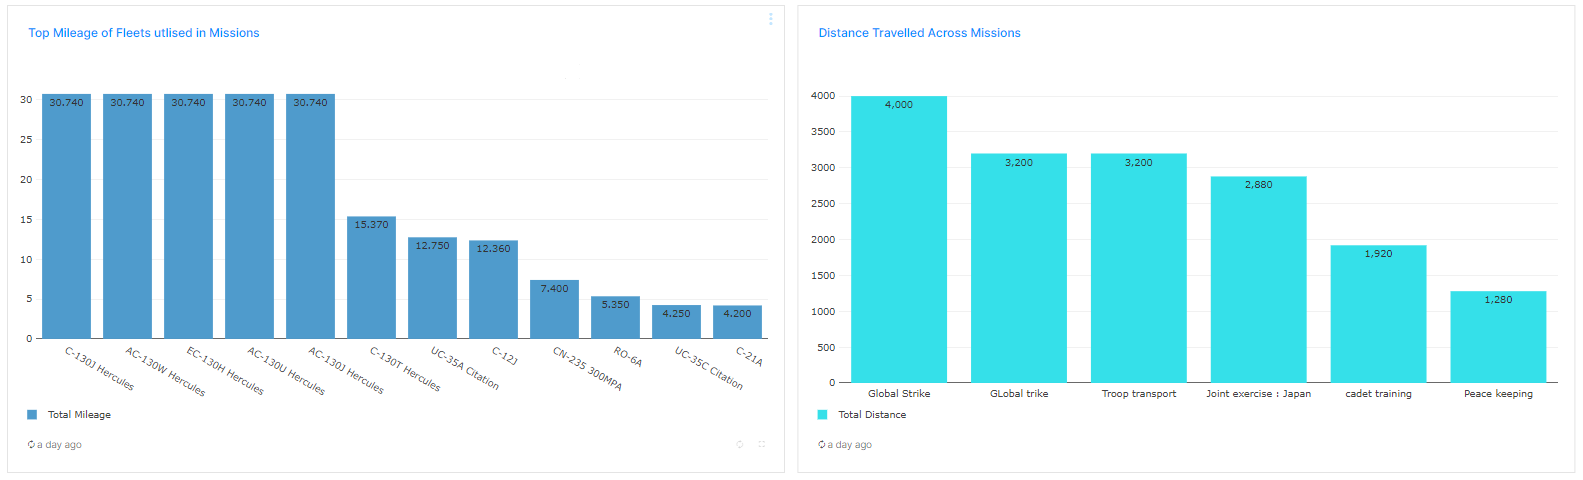 Top Mileage of Fleets utlised in Missions
30
25
20
15
10
5
0
30.740
30.740
30.740
30.740
30.740
15.370
12.750
12.360
7.400
5.350
4.250
4.200
C-130J Hercules
AC-130W Hercules
EC-130H Hercules
AC-130U Hercules
AC-130J Hercules
C-130T Hercules
UC-35A Citation
C-12J
CN-235 300MPA
RO-6A
UC-35C Citation
C-21A
Total Mileage
a day ago
Distance Travelled Across Missions
4000
3500
3000
2500
2000
1500
1000
500
0
4,000
3,200
3,200
2,880
1,920
1,280
Global Strike
GLobal trike
Troop transport
Joint exercise : Japan
cadet training
Peace keeping
Total Distance
a day ago